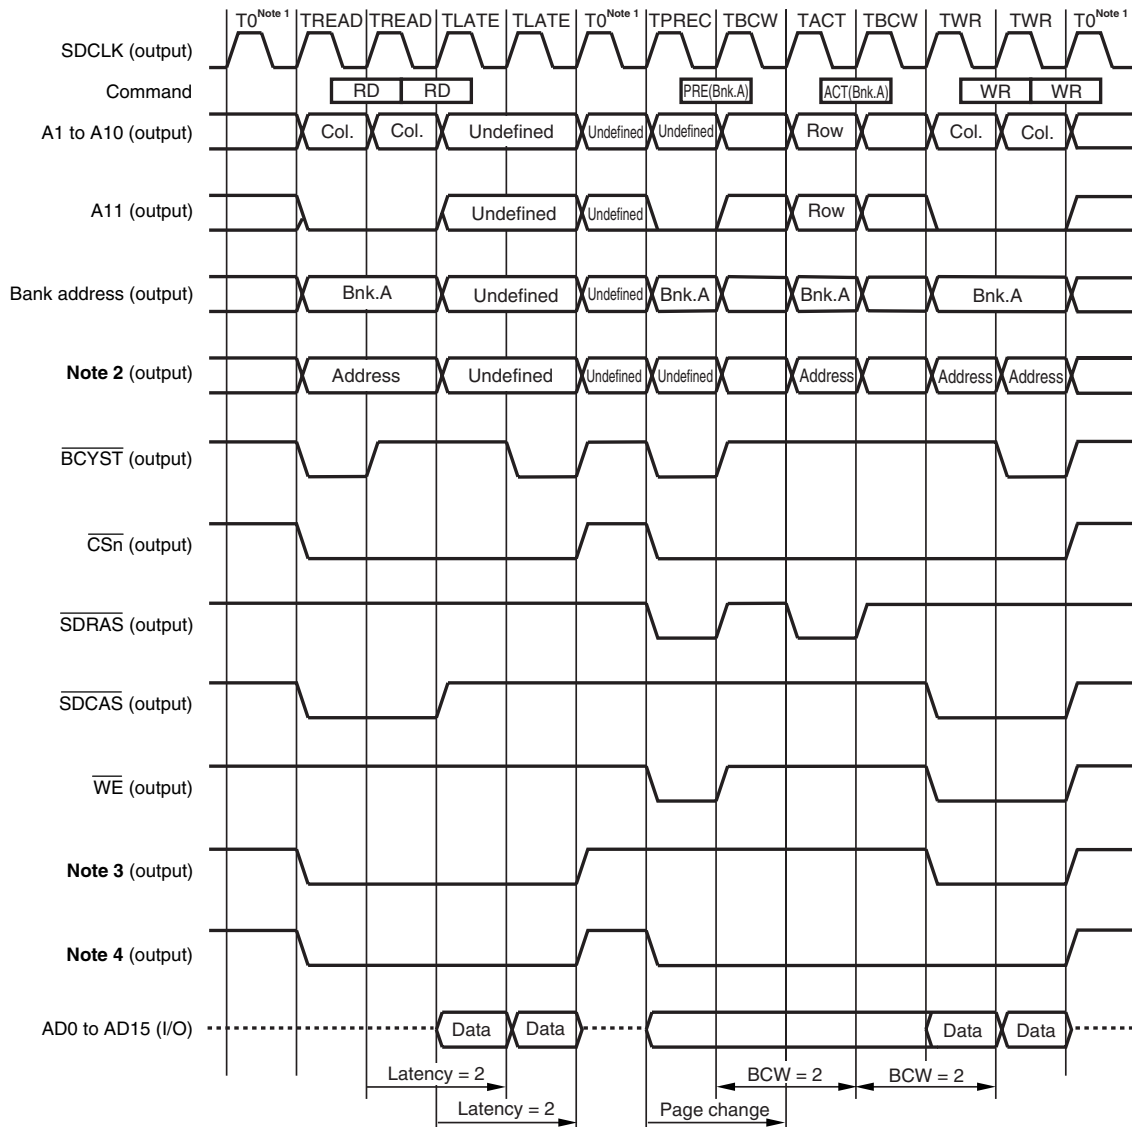 T0Note 1 TREAD TREAD TLATE TLATE T0Note 1 TPREC TBCW TACT TBCW TWR TWR T0Note 1
SDCLK (output)
Command RD RD PRE(Bnk.A) ACT(Bnk.A) WR WR
A1 to A10 (output) Col. Col. Undefined Undefined Undefined Row Col. Col.
A11 (output) Undefined Undefined Row
Bank address (output) Bnk.A Undefined Undefined Bnk.A Bnk.A Bnk.A
Note 2 (output) Address Undefined Undefined Undefined Address Address Address
BCYST (output)
CSn (output)
SDRAS (output)
SDCAS (output)
WE (output)
Note 3 (output)
Note 4 (output)
AD0 to AD15 (I/O) Data Data Data Data
Latency = 2 BCW = 2 BCW = 2
Latency = 2 Page change